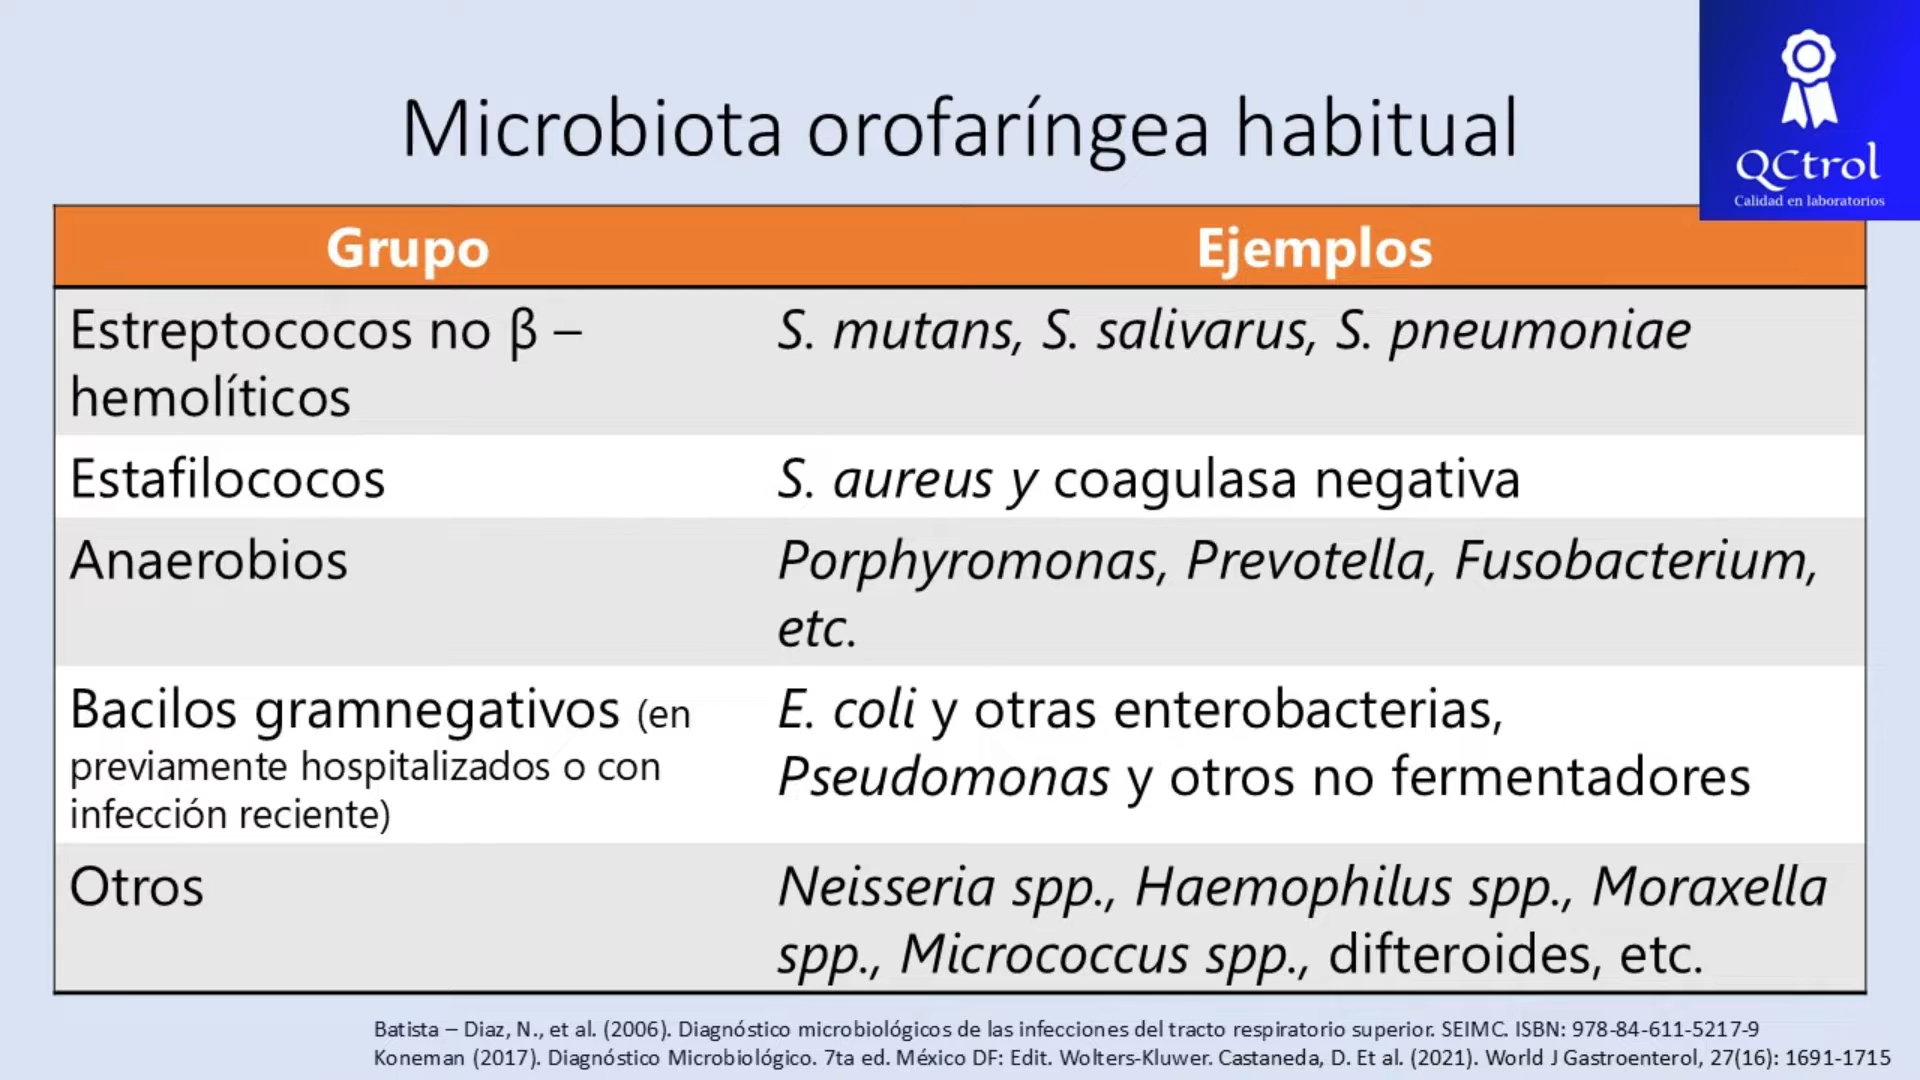 Microbiota orofaríngea habitual
QCtrol
Calidad en laboratorios
Grupo
Ejemplos
Estreptococos no β –
hemolíticos
S. mutans, S. salivarus, S. pneumoniae
Estafilococos
S. aureus y coagulasa negativa
Anaerobios
Porphyromonas, Prevotella, Fusobacterium,
etc.
Bacilos gramnegativos (en
previamente hospitalizados o con
infección reciente)
E. coli y otras enterobacterias,
Pseudomonas y otros no fermentadores
Otros
Neisseria spp., Haemophilus spp., Moraxella
spp., Micrococcus spp., difteroides, etc.
Batista – Diaz, N., et al. (2006). Diagnóstico microbiológicos de las infecciones del tracto respiratorio superior. SEIMC. ISBN: 978-84-611-5217-9
Koneman (2017). Diagnóstico Microbiológico. 7ta ed. México DF: Edit. Wolters-Kluwer. Castaneda, D. Et al. (2021). World J Gastroenterol, 27(16): 1691-1715